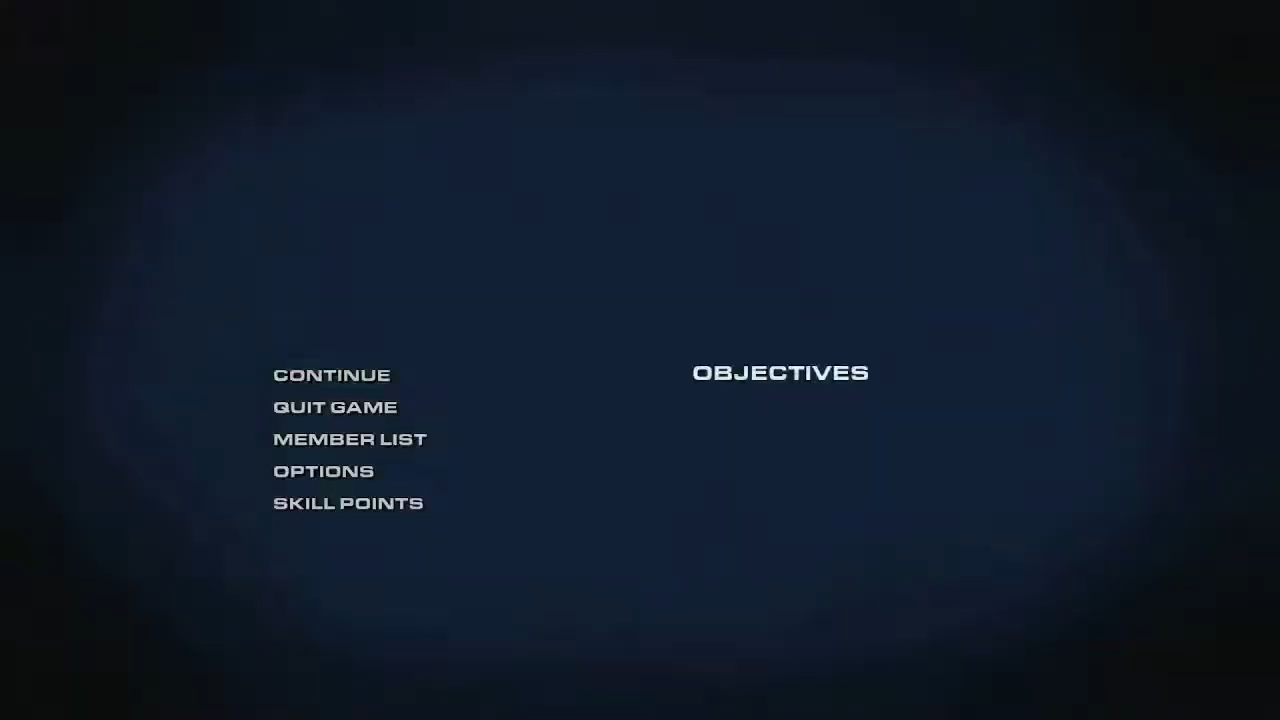 CONTINUE
QUIT GAME
MEMBER LIST
OPTIONS
SKILL POINTS
OBJECTIVES